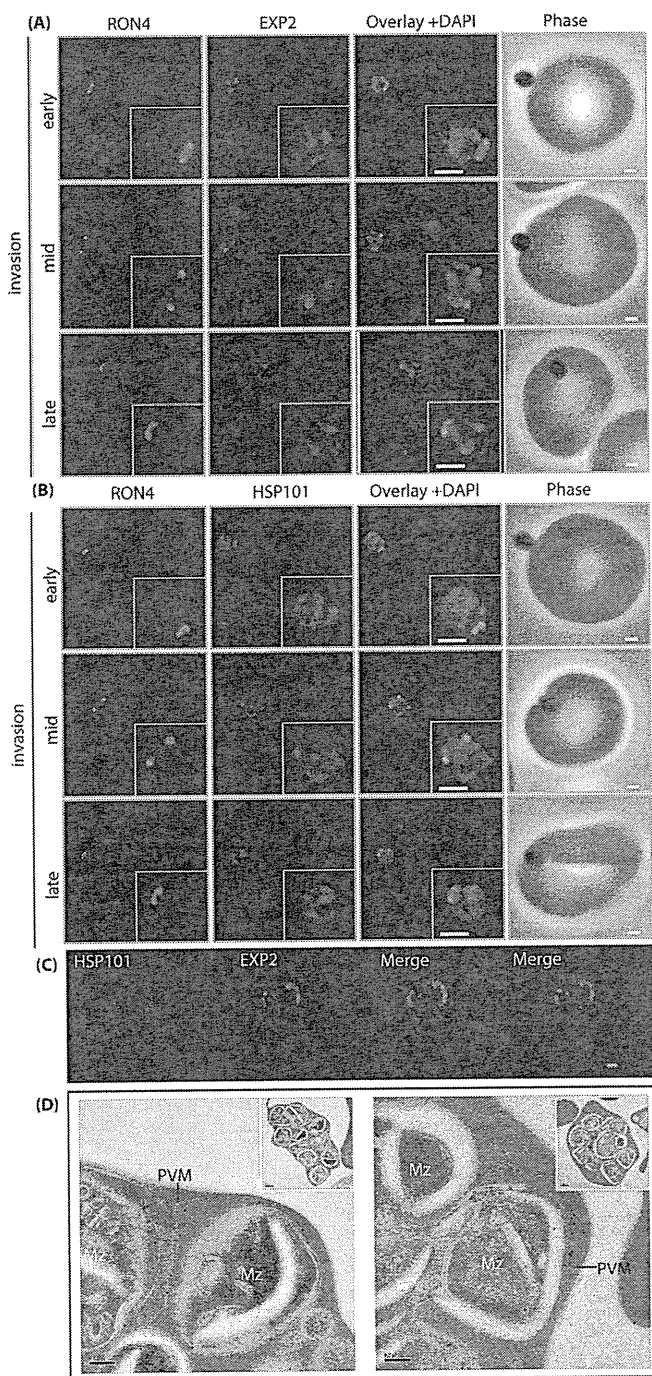 (A) RON4 EXP2 Overlay +DAPI Phase
early
mid
late
invasion
(B) RON4 HSP101 Overlay +DAPI Phase
early
mid
late
invasion
(C) HSP101 EXP2 Merge Merge
(D)
PVM
Mz
Mz
Mz
Mz
PVM